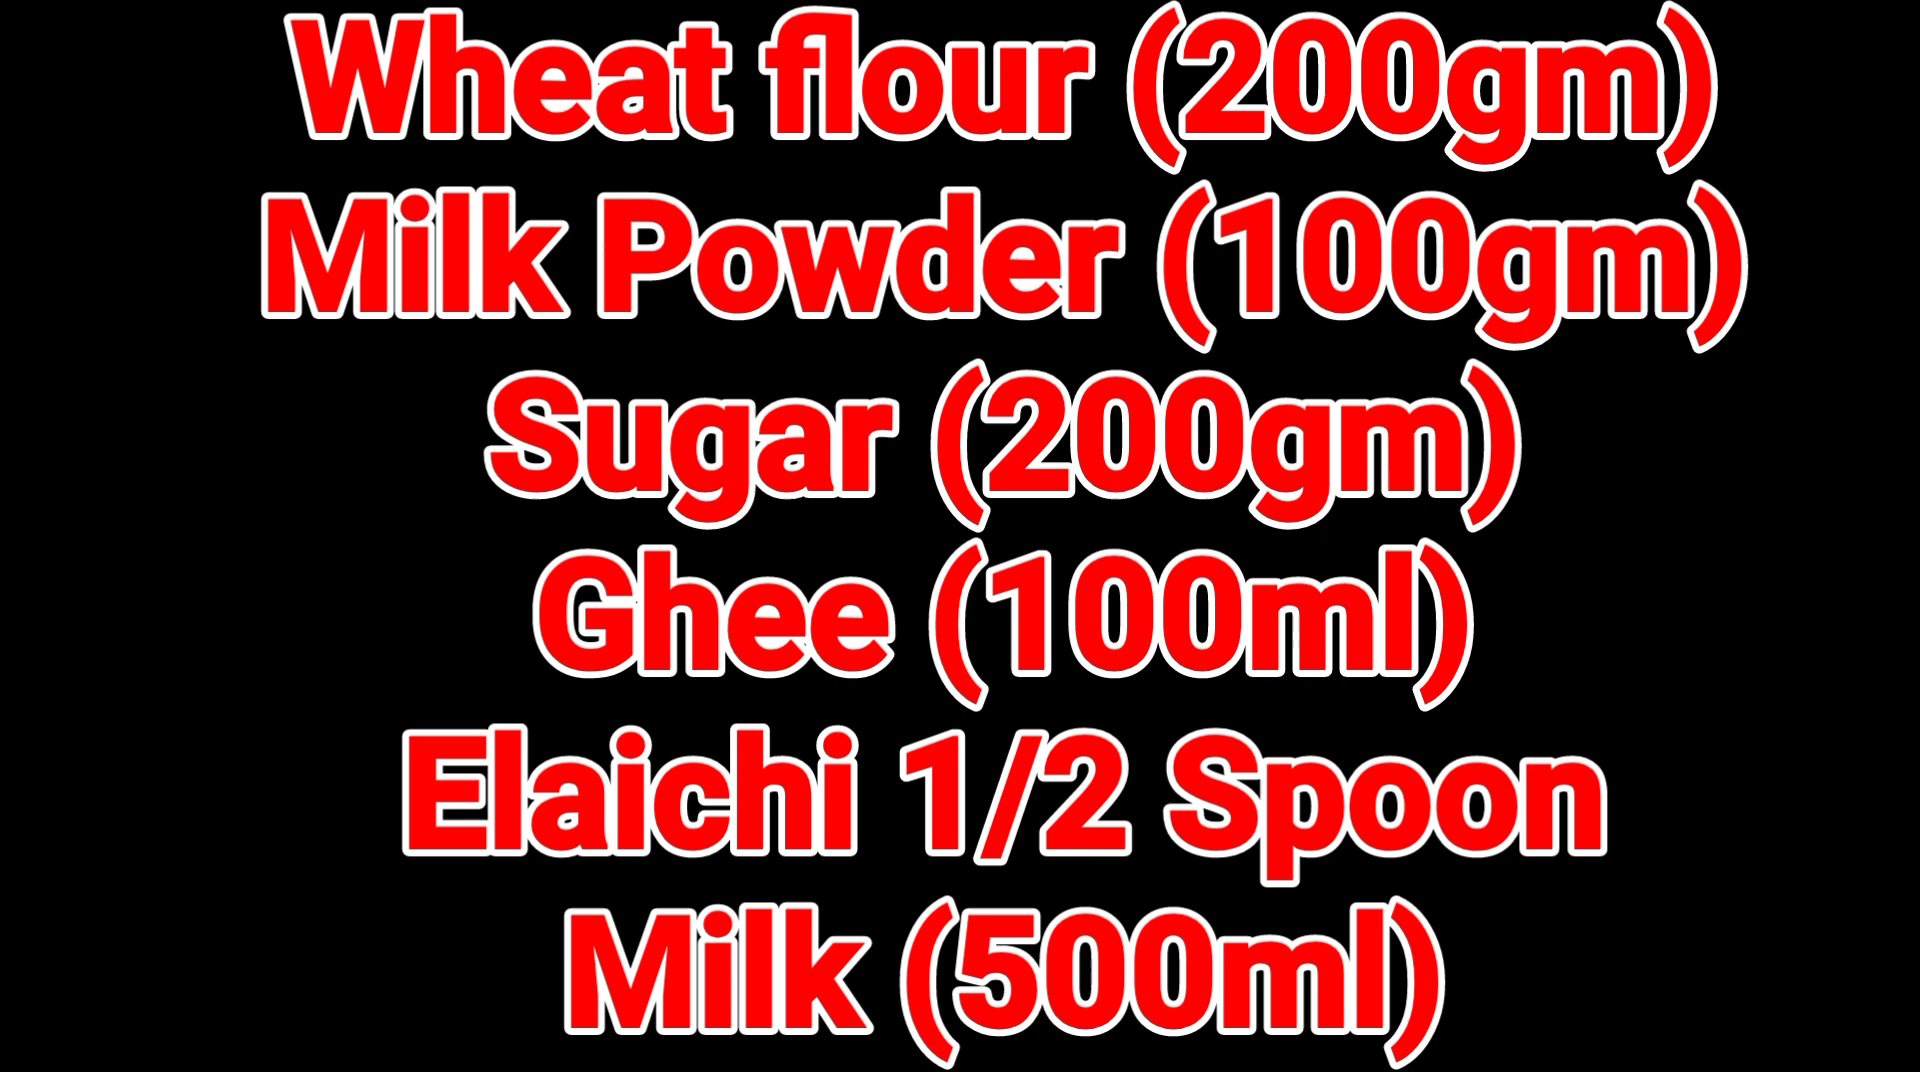 Wheat flour (200gm)
Milk Powder (100gm)
Sugar (200gm)
Ghee (100ml)
Elaichi 1/2 Spoon
Milk (500ml)